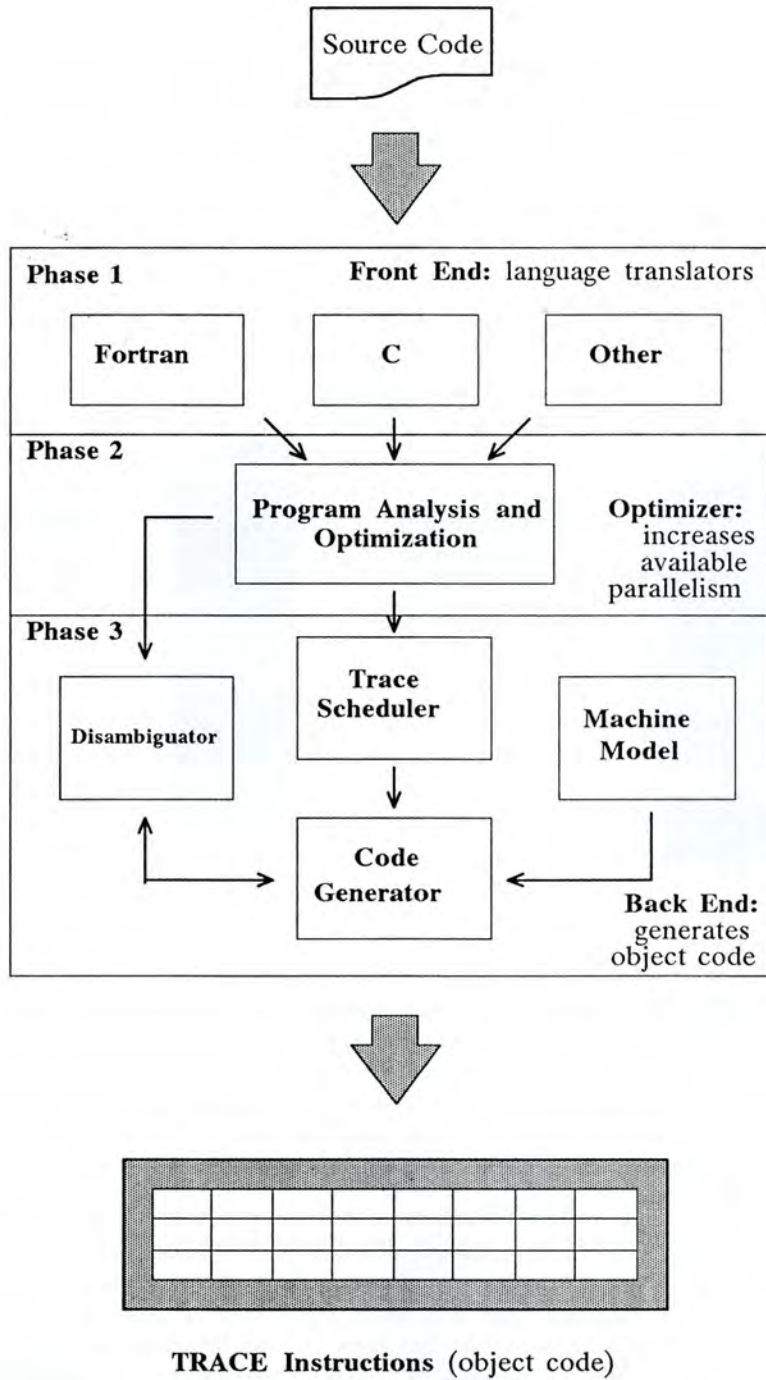 Source Code
Phase 1
Front End: language translators
Fortran
C
Other
Phase 2
Program Analysis and
Optimization
Optimizer:
increases
available
parallelism
Phase 3
Disambiguator
Trace
Scheduler
Machine
Model
Code
Generator
Back End:
generates
object code
TRACE Instructions (object code)